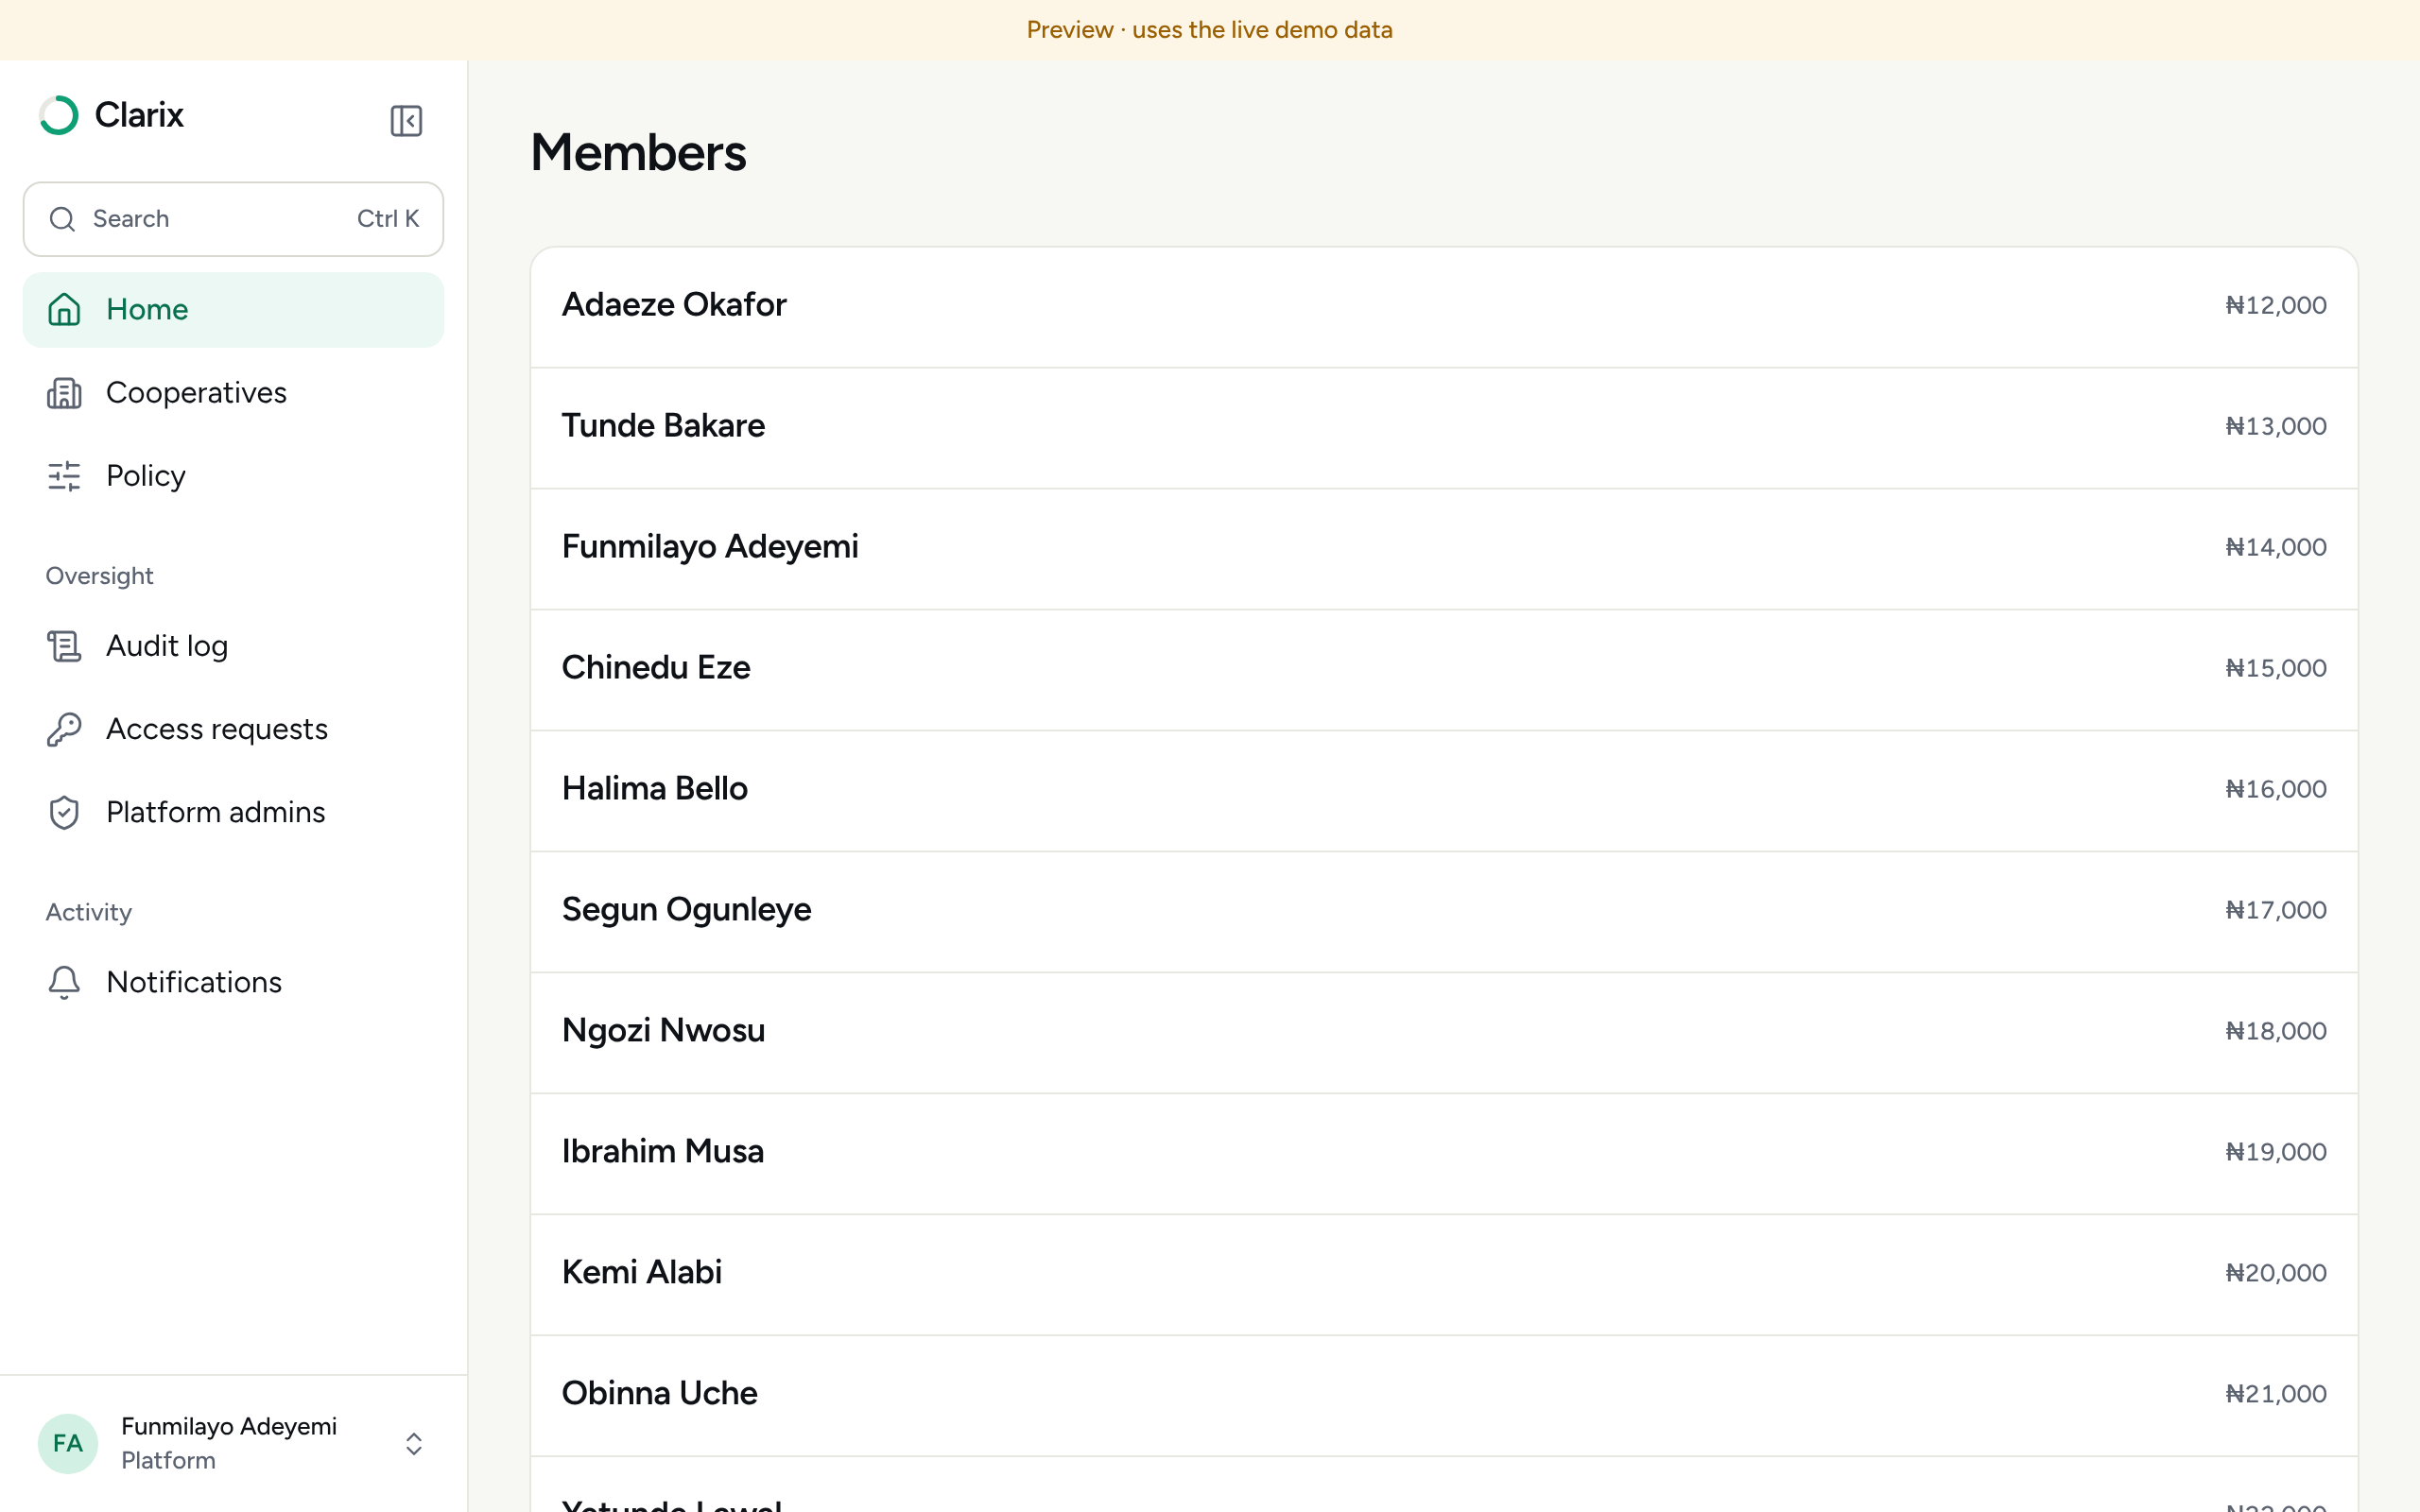 Preview · uses the live demo data
Clarix
Search Ctrl K
Home
Cooperatives
Policy
Oversight
Audit log
Access requests
Platform admins
Activity
Notifications
FA
Funmilayo Adeyemi
Platform
Members
Adaeze Okafor ₦12,000
Tunde Bakare ₦13,000
Funmilayo Adeyemi ₦14,000
Chinedu Eze ₦15,000
Halima Bello ₦16,000
Segun Ogunleye ₦17,000
Ngozi Nwosu ₦18,000
Ibrahim Musa ₦19,000
Kemi Alabi ₦20,000
Obinna Uche ₦21,000